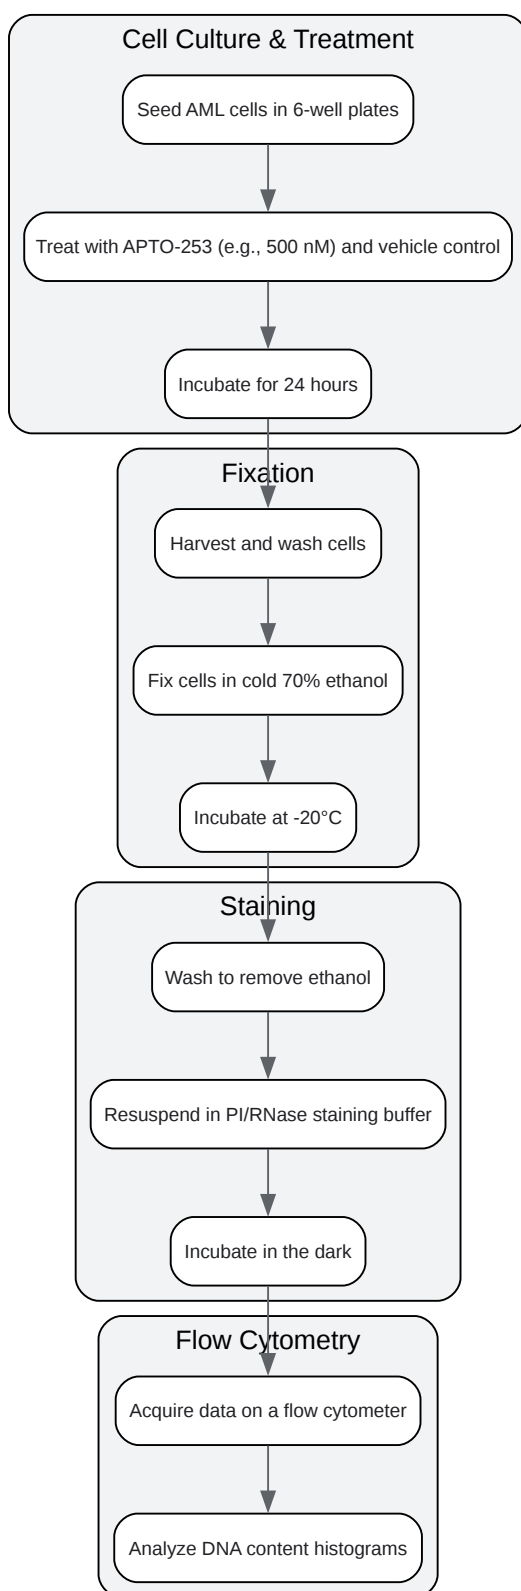 Cell Culture & Treatment
Seed AML cells in 6-well plates
Treat with APTO-253 (e.g., 500 nM) and vehicle control
Incubate for 24 hours
Fixation
Harvest and wash cells
Fix cells in cold 70% ethanol
Incubate at -20°C
Staining
Wash to remove ethanol
Resuspend in PI/RNase staining buffer
Incubate in the dark
Flow Cytometry
Acquire data on a flow cytometer
Analyze DNA content histograms